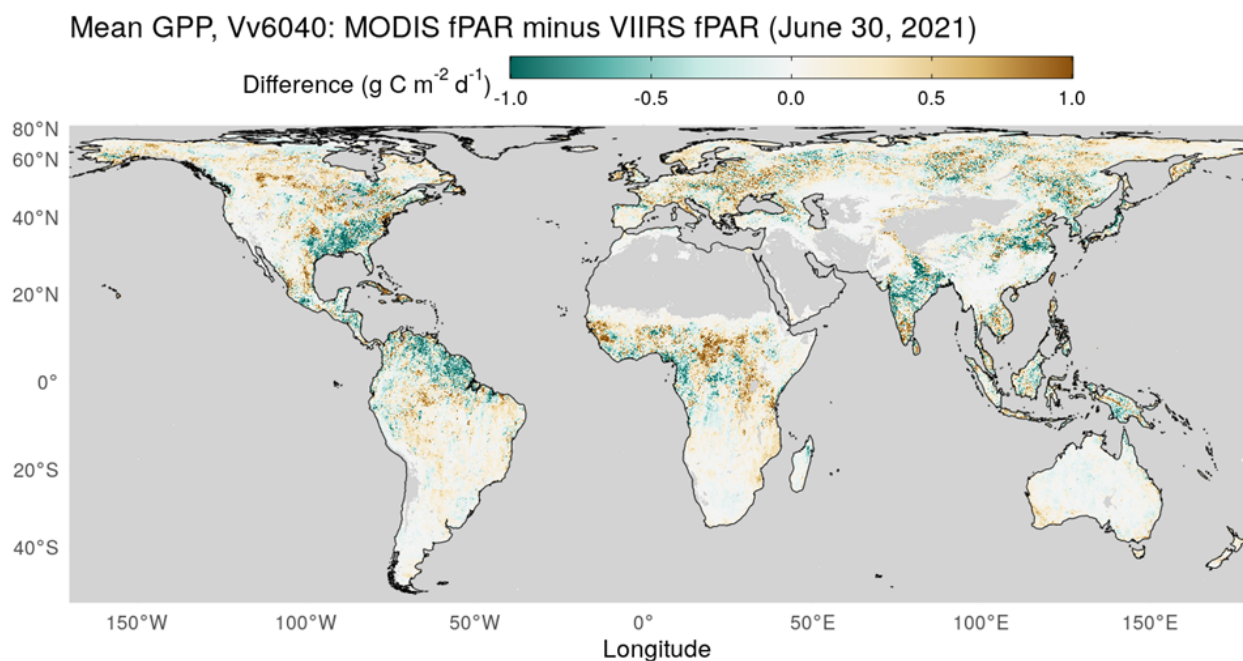 Mean GPP, Vv6040: MODIS fPAR minus VIIRS fPAR (June 30, 2021)
Difference (g C m⁻² d⁻¹)
-1.0 -0.5 0.0 0.5 1.0
80°N
60°N
40°N
20°N
0°
20°S
40°S
150°W 100°W 50°W 0° 50°E 100°E 150°E
Longitude